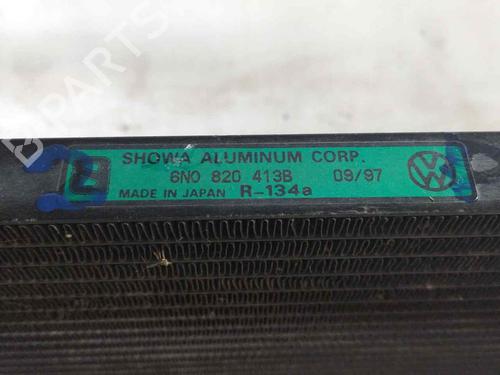 SHOWA ALUMINUM CORP.
6N0 820 413B 09/97
MADE IN JAPAN R-134a